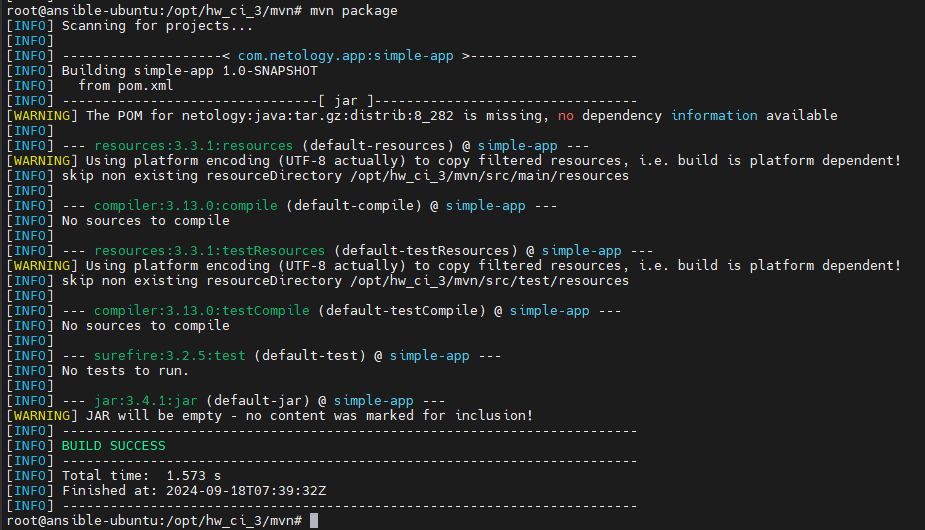 root@ansible-ubuntu:/opt/hw_ci_3/mvn# mvn package
[INFO] Scanning for projects...
[INFO]
[INFO] --------------------< com.netology.app:simple-app >---------------------
[INFO] Building simple-app 1.0-SNAPSHOT
[INFO]   from pom.xml
[INFO] --------------------------------[ jar ]---------------------------------
[WARNING] The POM for netology:java:tar.gz:distrib:8_282 is missing, no dependency information available
[INFO]
[INFO] --- resources:3.3.1:resources (default-resources) @ simple-app ---
[WARNING] Using platform encoding (UTF-8 actually) to copy filtered resources, i.e. build is platform dependent!
[INFO] skip non existing resourceDirectory /opt/hw_ci_3/mvn/src/main/resources
[INFO]
[INFO] --- compiler:3.13.0:compile (default-compile) @ simple-app ---
[INFO] No sources to compile
[INFO]
[INFO] --- resources:3.3.1:testResources (default-testResources) @ simple-app ---
[WARNING] Using platform encoding (UTF-8 actually) to copy filtered resources, i.e. build is platform dependent!
[INFO] skip non existing resourceDirectory /opt/hw_ci_3/mvn/src/test/resources
[INFO]
[INFO] --- compiler:3.13.0:testCompile (default-testCompile) @ simple-app ---
[INFO] No sources to compile
[INFO]
[INFO] --- surefire:3.2.5:test (default-test) @ simple-app ---
[INFO] No tests to run.
[INFO]
[INFO] --- jar:3.4.1:jar (default-jar) @ simple-app ---
[WARNING] JAR will be empty - no content was marked for inclusion!
[INFO] ------------------------------------------------------------------------
[INFO] BUILD SUCCESS
[INFO] ------------------------------------------------------------------------
[INFO] Total time:  1.573 s
[INFO] Finished at: 2024-09-18T07:39:32Z
[INFO] ------------------------------------------------------------------------
root@ansible-ubuntu:/opt/hw_ci_3/mvn#